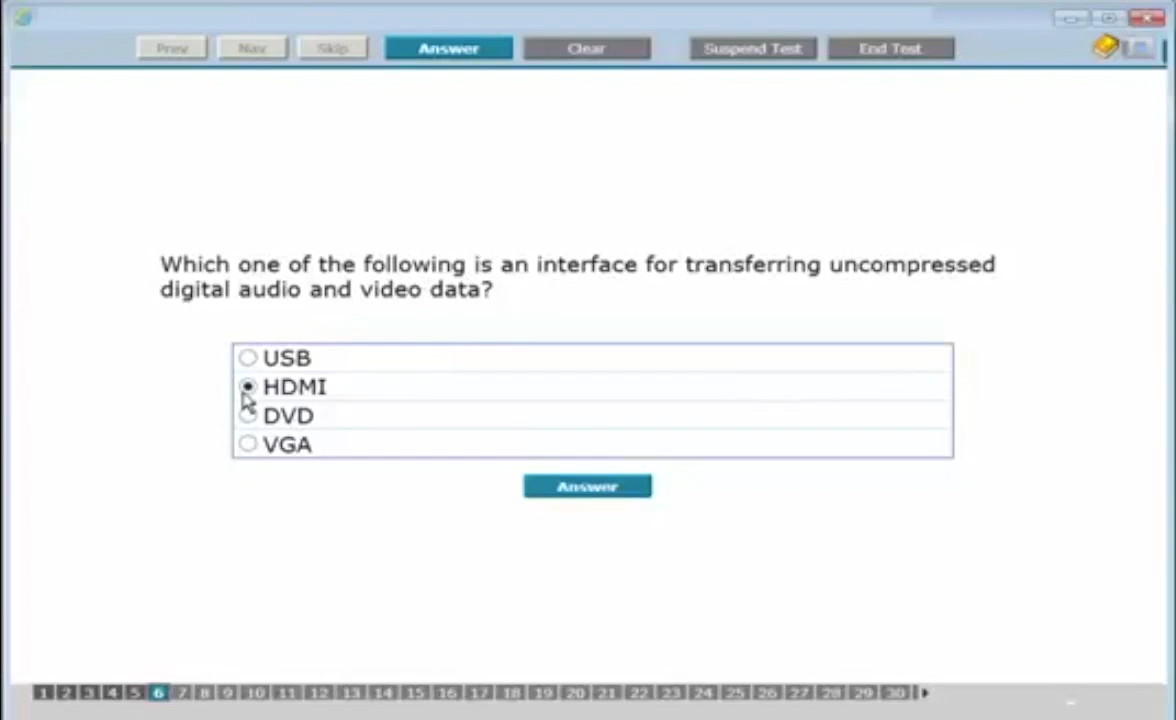 Prev Nav Skip Answer Clear Suspend Test End Test
Which one of the following is an interface for transferring uncompressed
digital audio and video data?
USB
HDMI
DVD
VGA
Answer
1 2 3 4 5 6 7 8 9 10 11 12 13 14 15 16 17 18 19 20 21 22 23 24 25 26 27 28 29 30